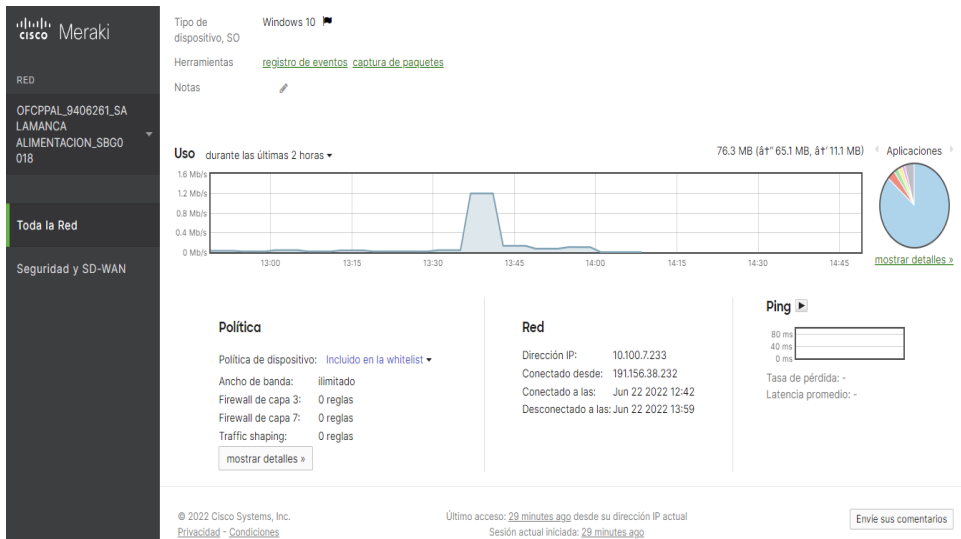 cisco Meraki
RED
OFCPPAL_9406261_SA
LAMANCA
ALIMENTACION_SBG0
018
Toda la Red
Seguridad y SD-WAN
Tipo de
dispositivo, SO
Windows 10
Herramientas
registro de eventos captura de paquetes
Notas
Uso durante las últimas 2 horas
76.3 MB (â†“ 65.1 MB, â†‘ 11.1 MB)
Aplicaciones
1.6 Mb/s
1.2 Mb/s
0.8 Mb/s
0.4 Mb/s
0 Mb/s
13:00 13:15 13:30 13:45 14:00 14:15 14:30 14:45
mostrar detalles »
Política
Política de dispositivo: Incluido en la whitelist
Ancho de banda: ilimitado
Firewall de capa 3: 0 reglas
Firewall de capa 7: 0 reglas
Traffic shaping: 0 reglas
mostrar detalles »
Red
Dirección IP: 10.100.7.233
Conectado desde: 191.156.38.232
Conectado a las: Jun 22 2022 12:42
Desconectado a las: Jun 22 2022 13:59
Ping
80 ms
40 ms
0 ms
Tasa de pérdida: -
Latencia promedio: -
© 2022 Cisco Systems, Inc.
Privacidad - Condiciones
Último acceso: 29 minutes ago desde su dirección IP actual
Sesión actual iniciada: 29 minutes ago
Envíe sus comentarios